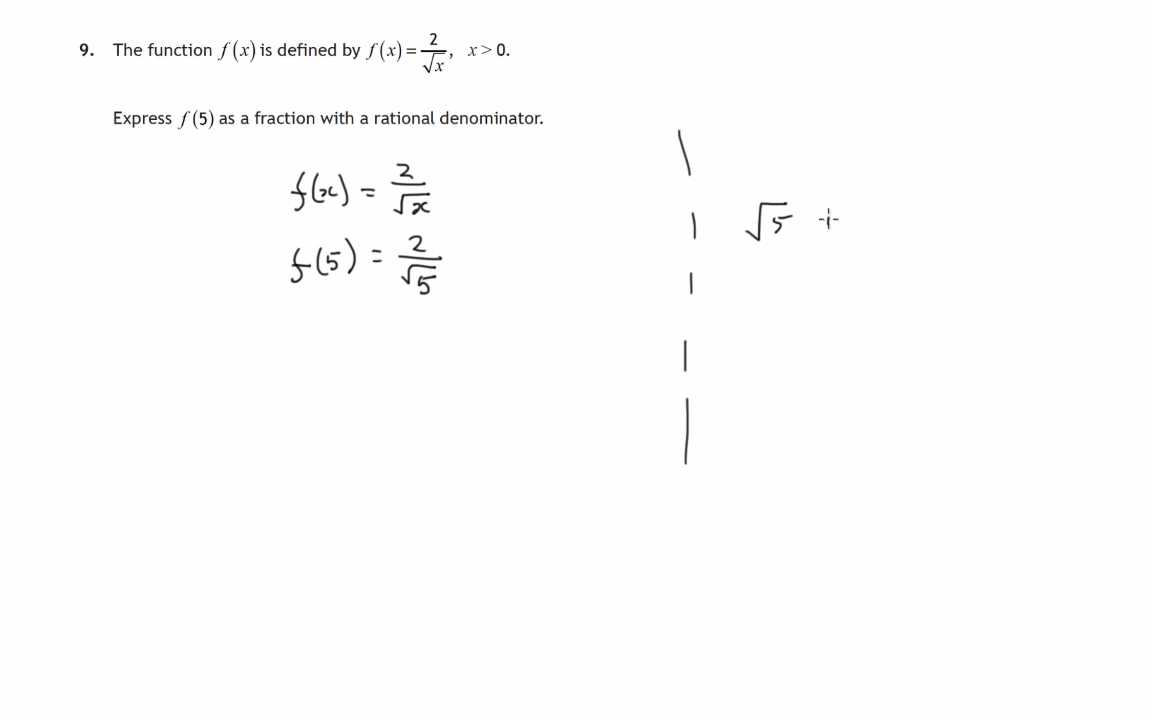 9. The function f(x) is defined by f(x) = 2/√x, x > 0.
Express f(5) as a fraction with a rational denominator.
f(x) = 2/√x
f(5) = 2/√5
√5